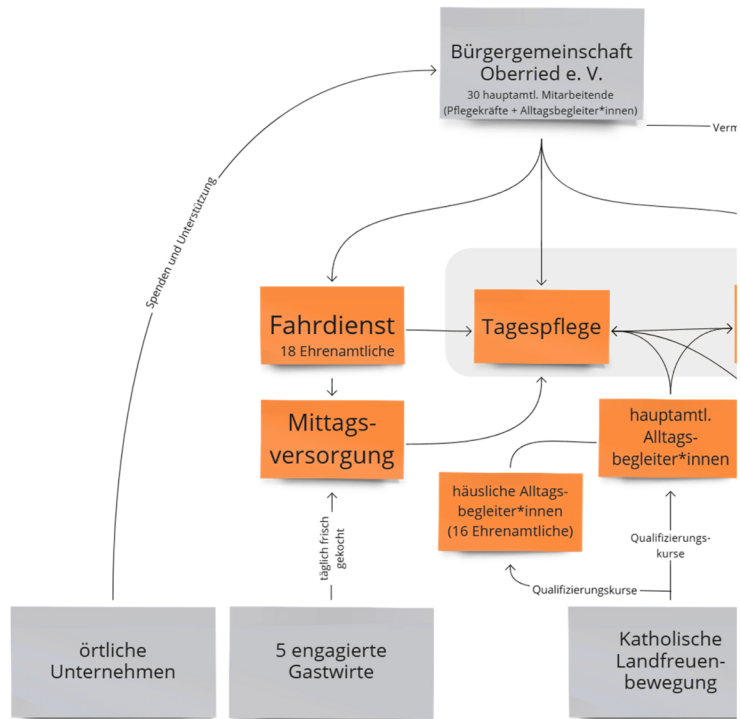 Bürgergemeinschaft
Oberried e. V.
30 hauptamtl. Mitarbeitende
(Pflegekräfte + Alltagsbegleiter*innen)
Verm
Spenden und Unterstützung
Fahrdienst
18 Ehrenamtliche
Tagespflege
Mittags-
versorgung
hauptamtl.
Alltags-
begleiter*innen
häusliche Alltags-
begleiter*innen
(16 Ehrenamtliche)
täglich frisch
gekocht
Qualifizierungs-
kurse
Qualifizierungskurse
örtliche
Unternehmen
5 engagierte
Gastwirte
Katholische
Landfreuen-
bewegung